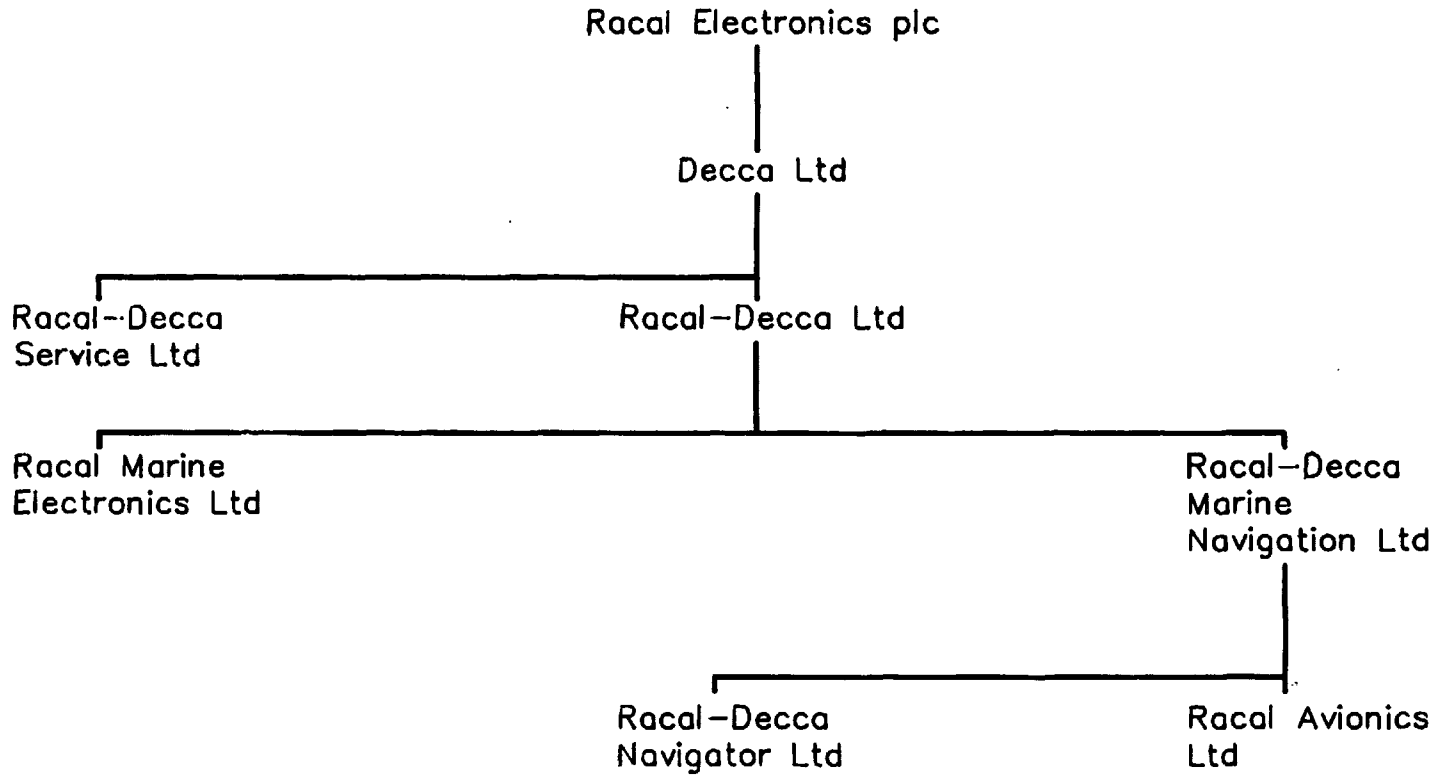 Racal Electronics plc
Decca Ltd
Racal-Decca
Service Ltd
Racal-Decca Ltd
Racal Marine
Electronics Ltd
Racal-Decca
Marine
Navigation Ltd
Racal-Decca
Navigator Ltd
Racal Avionics
Ltd